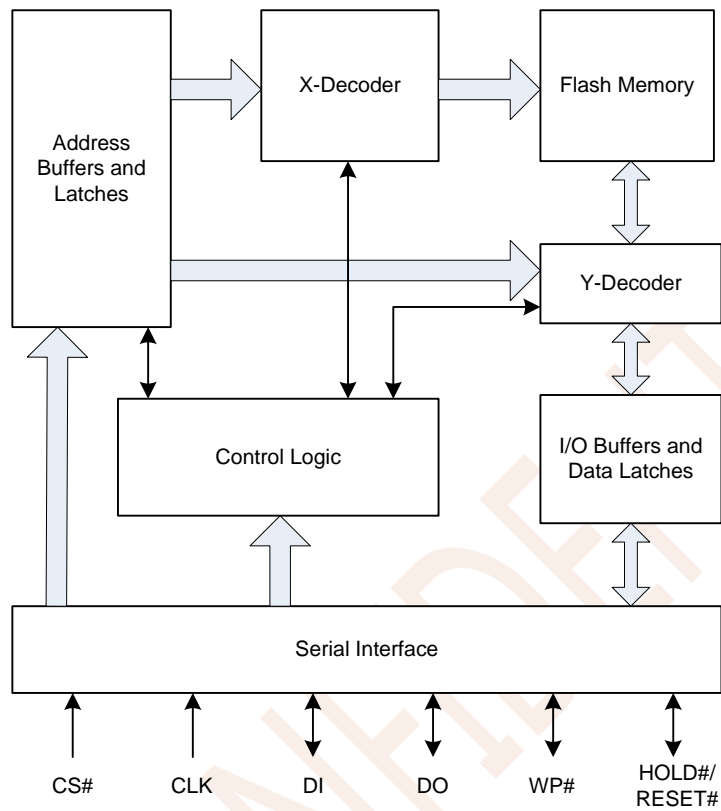 X-Decoder
Flash Memory
Address
Buffers and
Latches
Y-Decoder
Control Logic
I/O Buffers and
Data Latches
Serial Interface
CS#
CLK
DI
DO
WP#
HOLD#/
RESET#